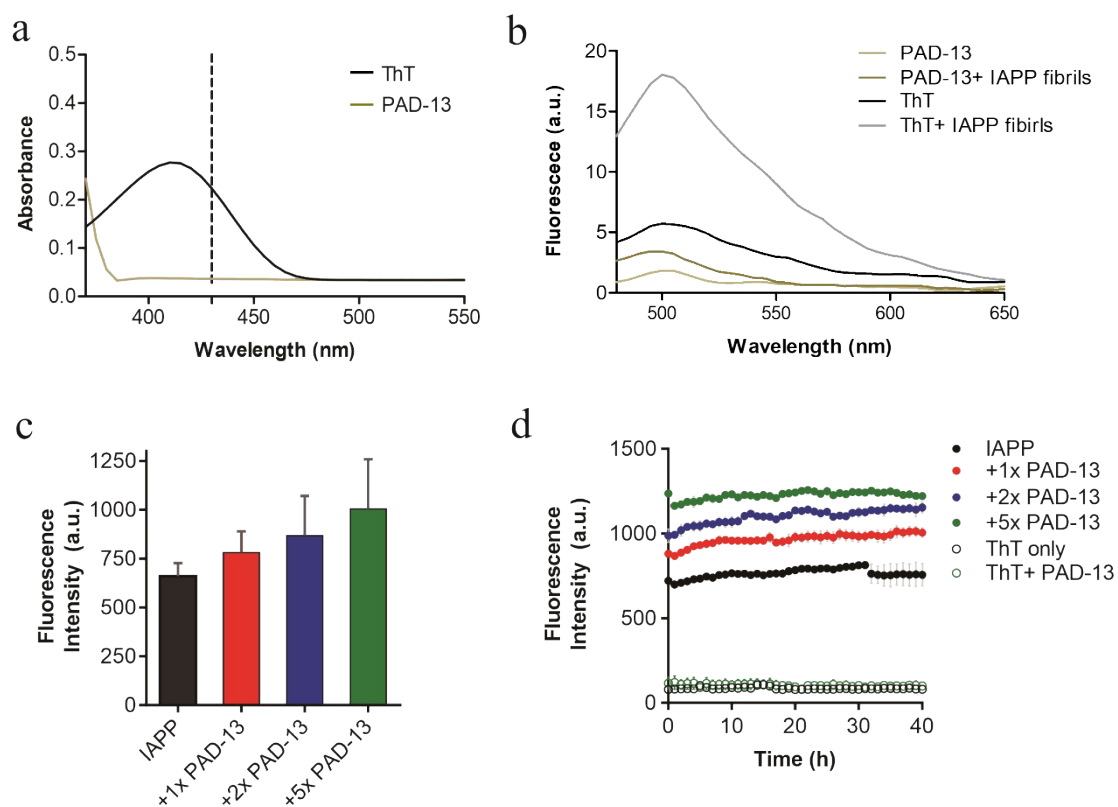 a
0.5
0.4
0.3
0.2
0.1
0.0
Absorbance
400
450
500
550
Wavelength (nm)
ThT
PAD-13
b
20
15
10
5
0
Fluorescece (a.u.)
500
550
600
650
Wavelength (nm)
PAD-13
PAD-13+ IAPP fibrils
ThT
ThT+ IAPP fibirls
c
1250
1000
750
500
250
0
Fluorescence
Intensity (a.u.)
IAPP
+1x PAD-13
+2x PAD-13
+5x PAD-13
d
1500
1000
500
0
Fluorescence
Intensity (a.u.)
0
10
20
30
40
Time (h)
IAPP
+1x PAD-13
+2x PAD-13
+5x PAD-13
ThT only
ThT+ PAD-13